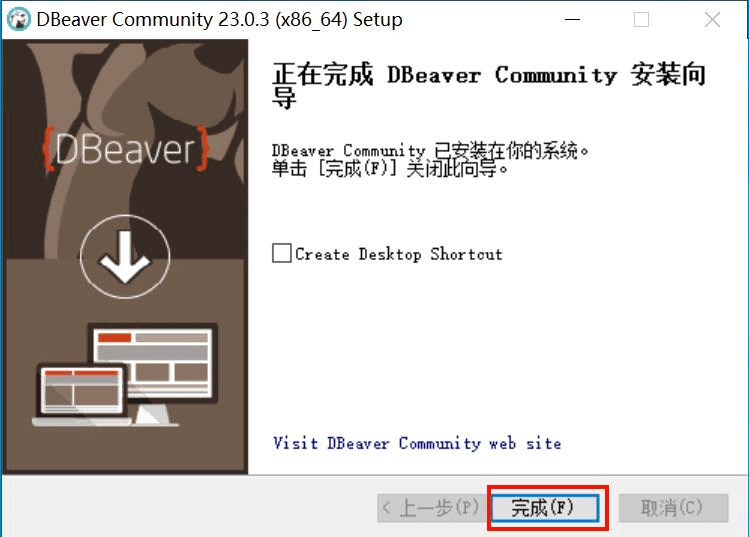 DBeaver Community 23.0.3 (x86_64) Setup
正在完成 DBeaver Community 安装向
导
{DBeaver}
DBeaver Community 已安装在你的系统。
单击 [完成(F)] 关闭此向导。
Create Desktop Shortcut
Visit DBeaver Community web site
< 上一步(P)
完成(F)
取消(C)